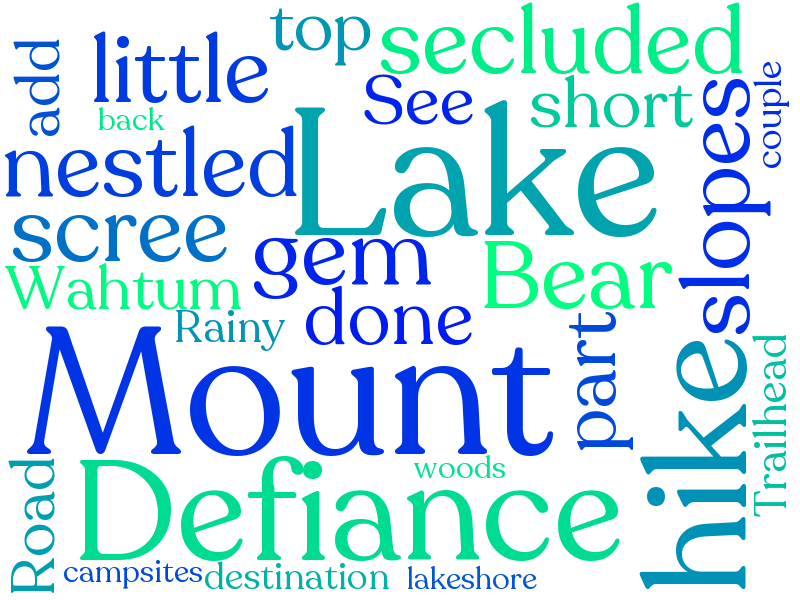 top
secluded
little
add
See
short
couple
back
Lake
slopes
nestled
scree
gem
Bear
Wahtum
Rainy
done
part
Mount
hike
Trailhead
Defiance
woods
Road
campsites
destination
lakeshore